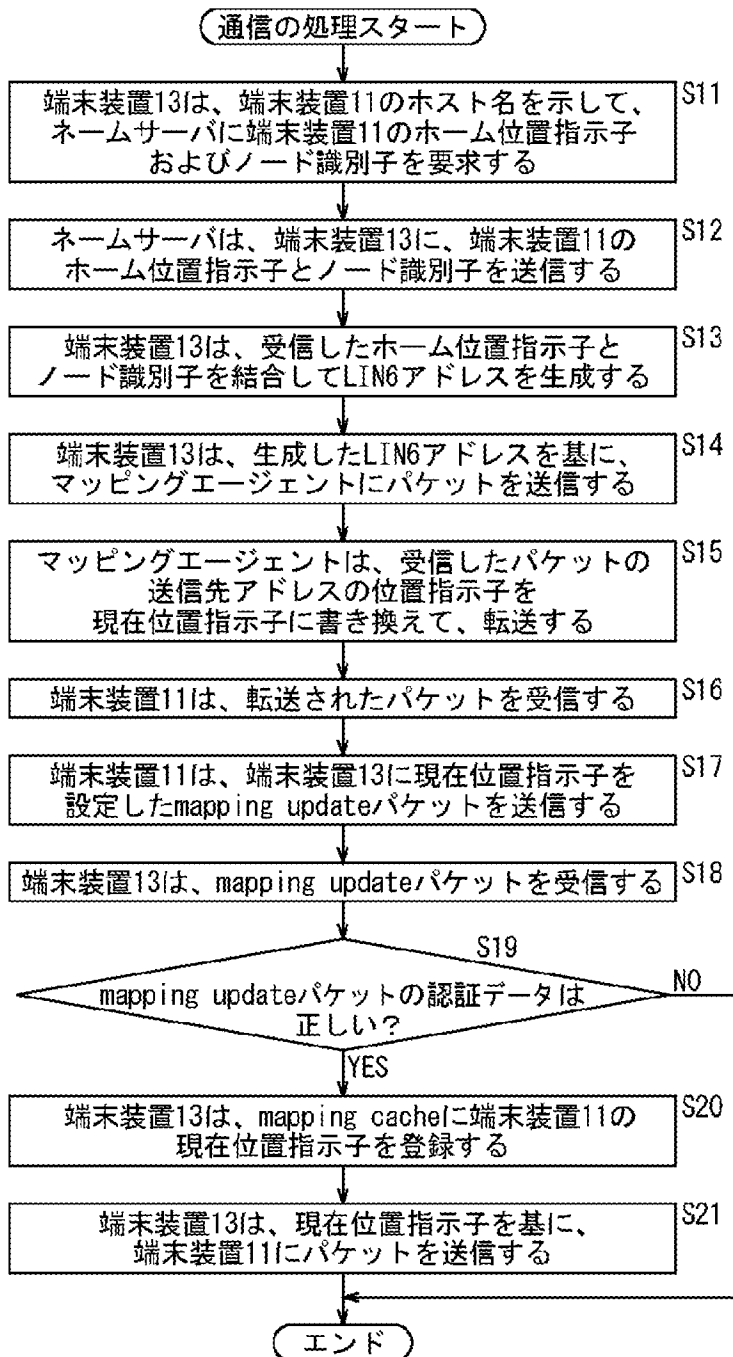 通信の処理スタート
S11
端末装置13は、端末装置11のホスト名を示して、
ネームサーバに端末装置11のホーム位置指示子
およびノード識別子を要求する
S12
ネームサーバは、端末装置13に、端末装置11の
ホーム位置指示子とノード識別子を送信する
S13
端末装置13は、受信したホーム位置指示子と
ノード識別子を結合してLIN6アドレスを生成する
S14
端末装置13は、生成したLIN6アドレスを基に、
マッピングエージェントにパケットを送信する
S15
マッピングエージェントは、受信したパケットの
送信先アドレスの位置指示子を
現在位置指示子に書き換えて、転送する
S16
端末装置11は、転送されたパケットを受信する
S17
端末装置11は、端末装置13に現在位置指示子を
設定したmapping updateパケットを送信する
S18
端末装置13は、mapping updateパケットを受信する
S19
mapping updateパケットの認証データは
正しい?
NO
YES
S20
端末装置13は、mapping cacheに端末装置11の
現在位置指示子を登録する
S21
端末装置13は、現在位置指示子を基に、
端末装置11にパケットを送信する
エンド